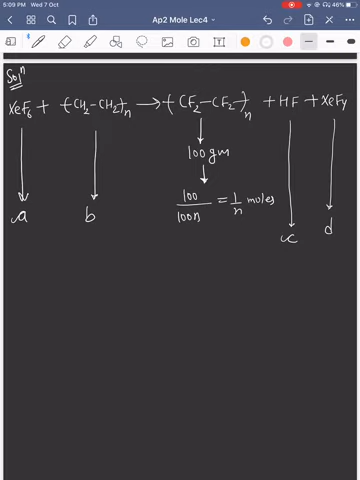 5:09 PM Wed 7 Oct
46%
Ap2 Mole Lec4
Solⁿ
XeF₆ + -(CH₂-CH₂)-ₙ → -(CF₂-CF₂)-ₙ + HF + XeF₄
100 gm
100/100n = 1/n moles
a b c d